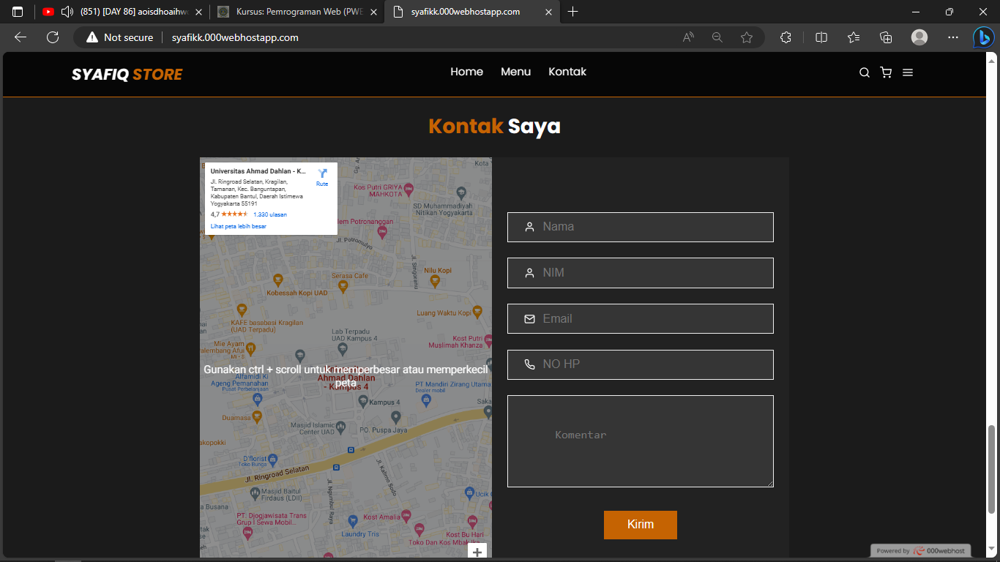 (851) [DAY 86] aoisdhoaihw
Kursus: Pemrograman Web (PWE
syafikk.000webhostapp.com
Not secure
syafikk.000webhostapp.com
SYAFIQ STORE
Home
Menu
Kontak
Kontak Saya
Universitas Ahmad Dahlan - K...
Jl. Ringroad Selatan, Kragilan,
Tamanan, Kec. Banguntapan,
Kabupaten Bantul, Daerah Istimewa
Yogyakarta 55191
Rute
4,7
1.330 ulasan
Lihat peta lebih besar
Kota
Kos Putri GRIYA
MAHKOTA
SD Muhammadiyah
Nitikan Yogyakarta
lem Potronanggan
Jl. Potromulyo
Jl. Singoranu
Nilu Kopi
Serasa Cafe
Kobessah Kopi UAD
Luang Waktu Kopi
KAFE basabasi Kragilan
(UAD Terpadu)
Lab Terpadu
UAD Kampus 4
Kost Putri
Muslimah Khanza
Mie Ayam
alembang Afui
Mi - $
Gunakan ctrl + scroll untuk memperbesar atau memperkecil
peta
Universitas
Ahmad Dahlan
- Kampus 4
Alfamidi Ki
Ageng Pemanahan
Pusat Perbelanjaan
PT Mandiri Zirang Utama
Dealer mobil
Kampus 4
Saka
Duamasa
Masjid Islamic
Center UAD
PO. Puspa Jaya
akopokki
D'florist
Toko Bunga
Jl. Ringroad Selatan
Jl. Kalimo Sodo
Jl. Ngumbul Raya
Masjid Baitul
Firdaus (LDII)
Ucik
a Busana
PT. Djogjawisata Trans
Grup | Sewa Mobil...
Kost Amalia
Laundry Tris
Kost Bu Hari
Toko Dan Kos Mbak Ika
Nama
NIM
Email
NO HP
Komentar
Kirim
Powered by 000webhost